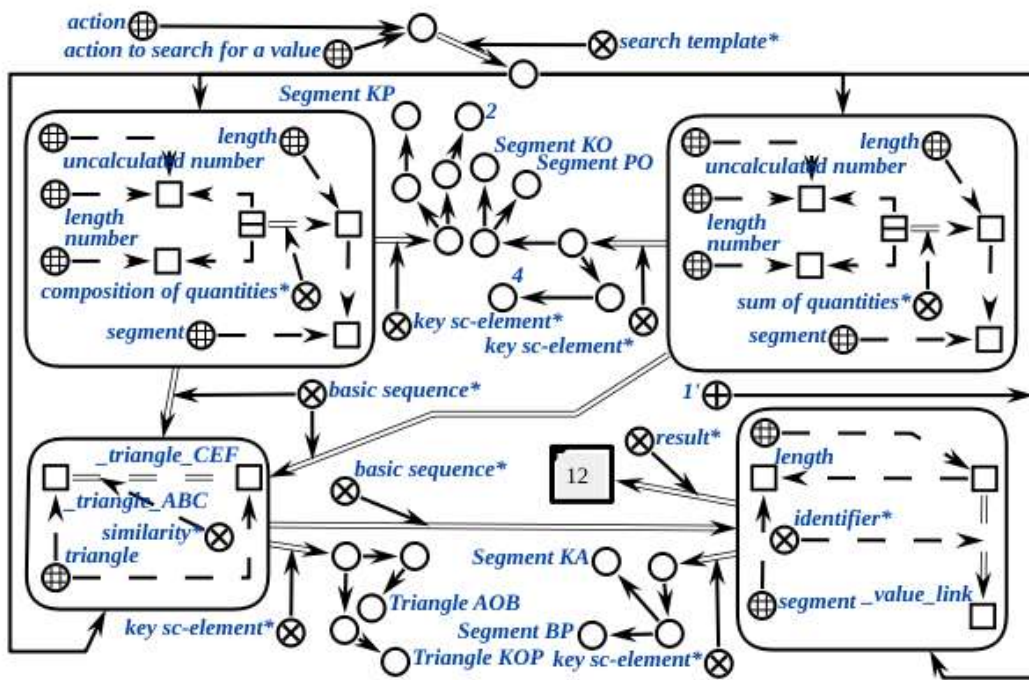 action
action to search for a value
search template*
Segment KP
2
Segment KO
Segment PO
length
uncalculated number
length
number
composition of quantities*
segment
key sc-element*
4
key sc-element*
length
uncalculated number
length
number
sum of quantities*
segment
basic sequence*
1'
_triangle_CEF
_triangle_ABC
similarity*
triangle
basic sequence*
result*
12
length
identifier*
segment
_value_link
Segment KA
Segment BP
key sc-element*
Triangle AOB
Triangle KOP
key sc-element*